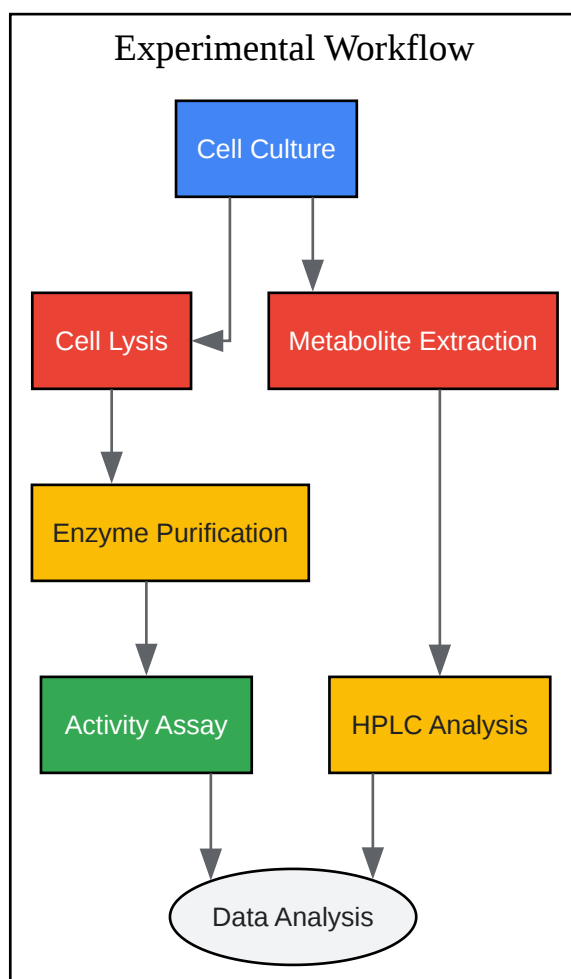 Experimental Workflow
Cell Culture
Cell Lysis
Metabolite Extraction
Enzyme Purification
Activity Assay
HPLC Analysis
Data Analysis